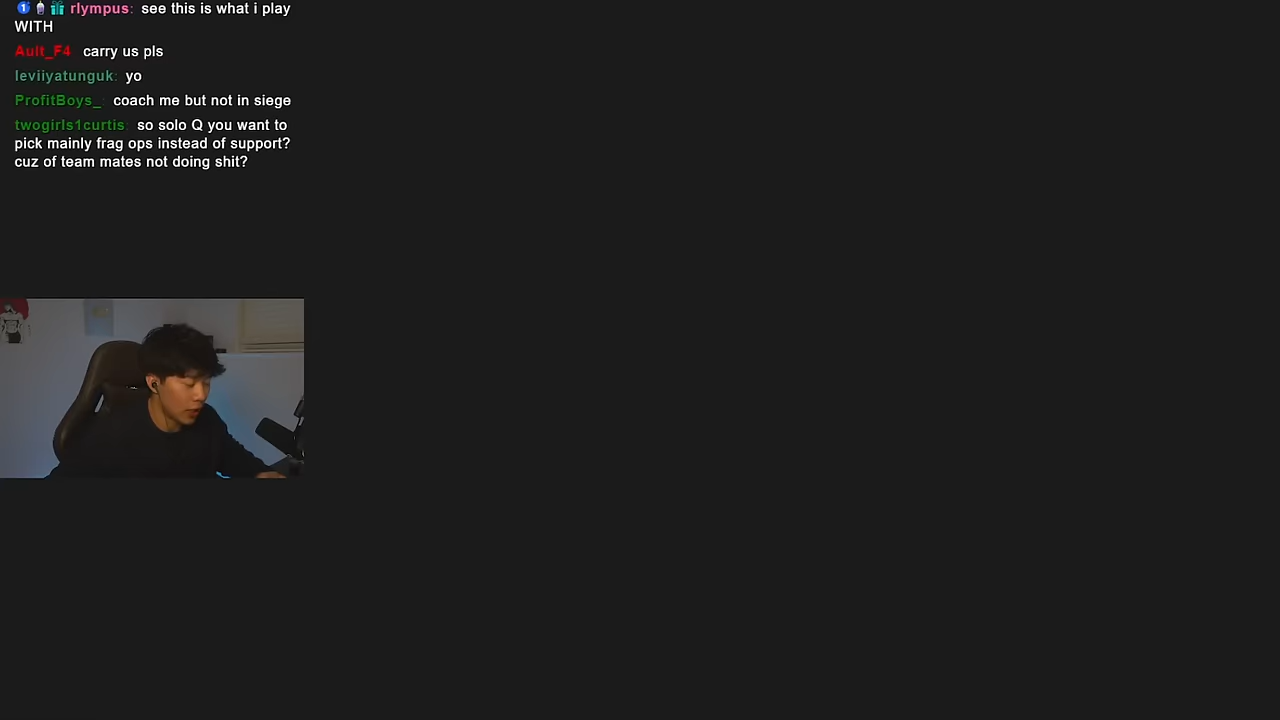 rlympus: see this is what i play
WITH
Ault_F4 carry us pls
leviiyatunguk: yo
ProfitBoys_: coach me but not in siege
twogirls1curtis: so solo Q you want to
pick mainly frag ops instead of support?
cuz of team mates not doing shit?